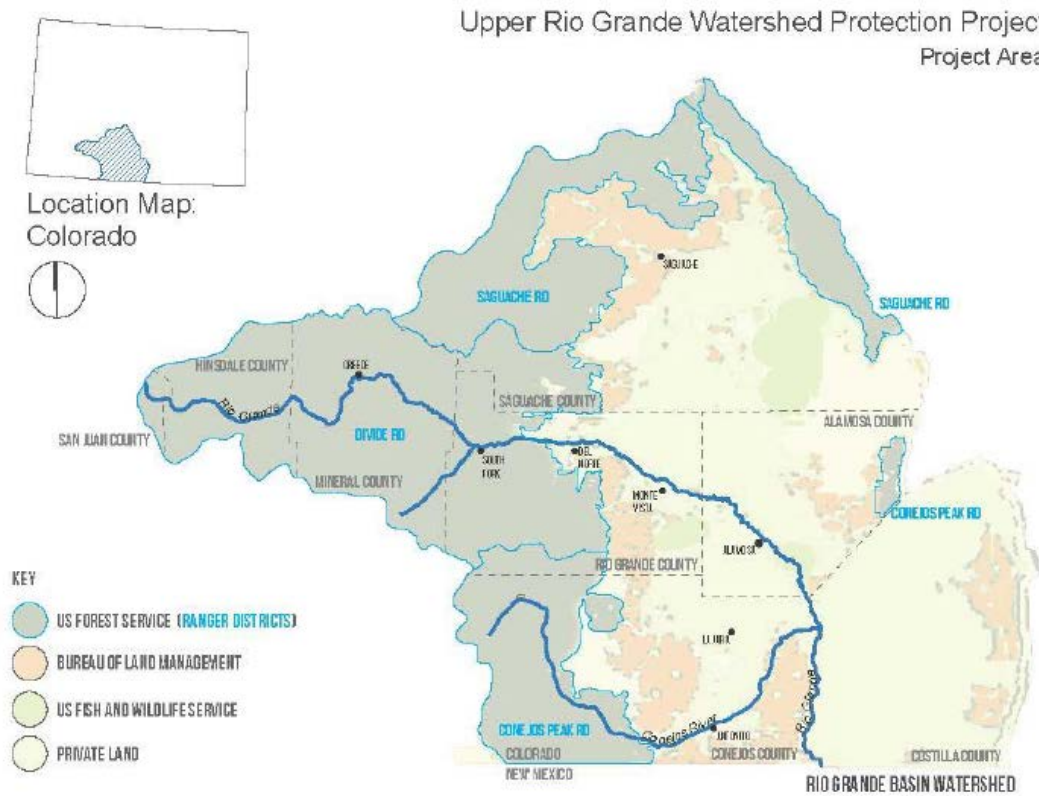 Upper Rio Grande Watershed Protection Project
Project Area
Location Map:
Colorado
SAGUACHE
SAGUACHE RD
SAGUACHE RD
HINSDALE COUNTY
CREEDE
Rio Grande
SAGUACHE COUNTY
ALAMOSA COUNTY
SAN JUAN COUNTY
DIVIDE RD
SOUTH
FORK
DEL
NORTE
MINERAL COUNTY
MONTE
VISTA
CONEJOS PEAK RD
ALAMOSA
RIO GRANDE COUNTY
KEY
US FOREST SERVICE (RANGER DISTRICTS)
BUREAU OF LAND MANAGEMENT
US FISH AND WILDLIFE SERVICE
PRIVATE LAND
LA JARA
Rio Grande
CONEJOS PEAK RD
Conejos River
ANTONITO
COLORADO
CONEJOS COUNTY
COSTILLA COUNTY
NEW MEXICO
RIO GRANDE BASIN WATERSHED